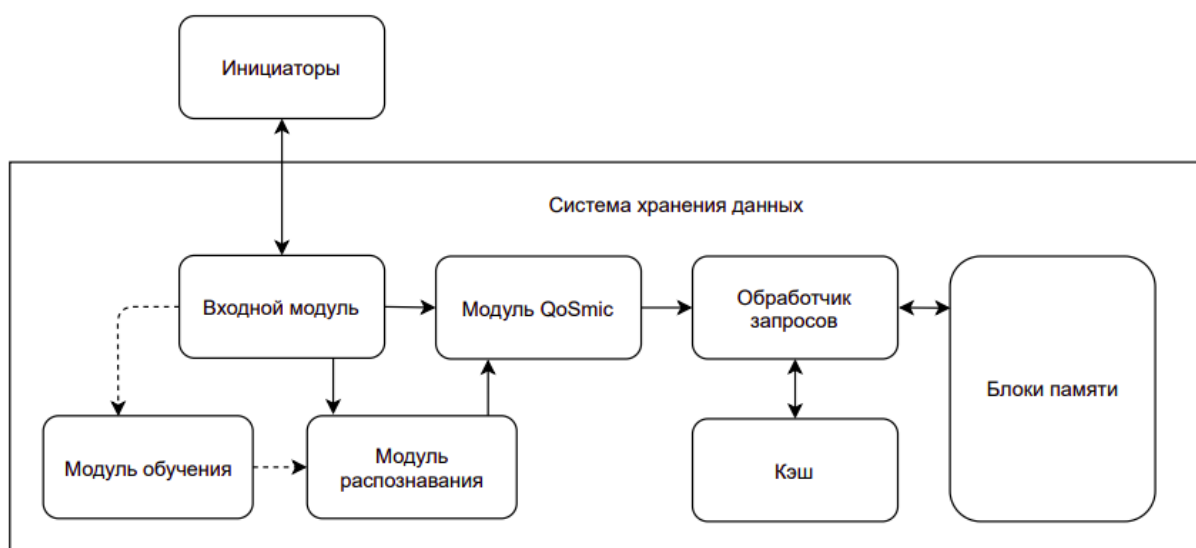 Инициаторы
Система хранения данных
Входной модуль
Модуль QoSmic
Обработчик
запросов
Блоки памяти
Модуль обучения
Модуль
распознавания
Кэш